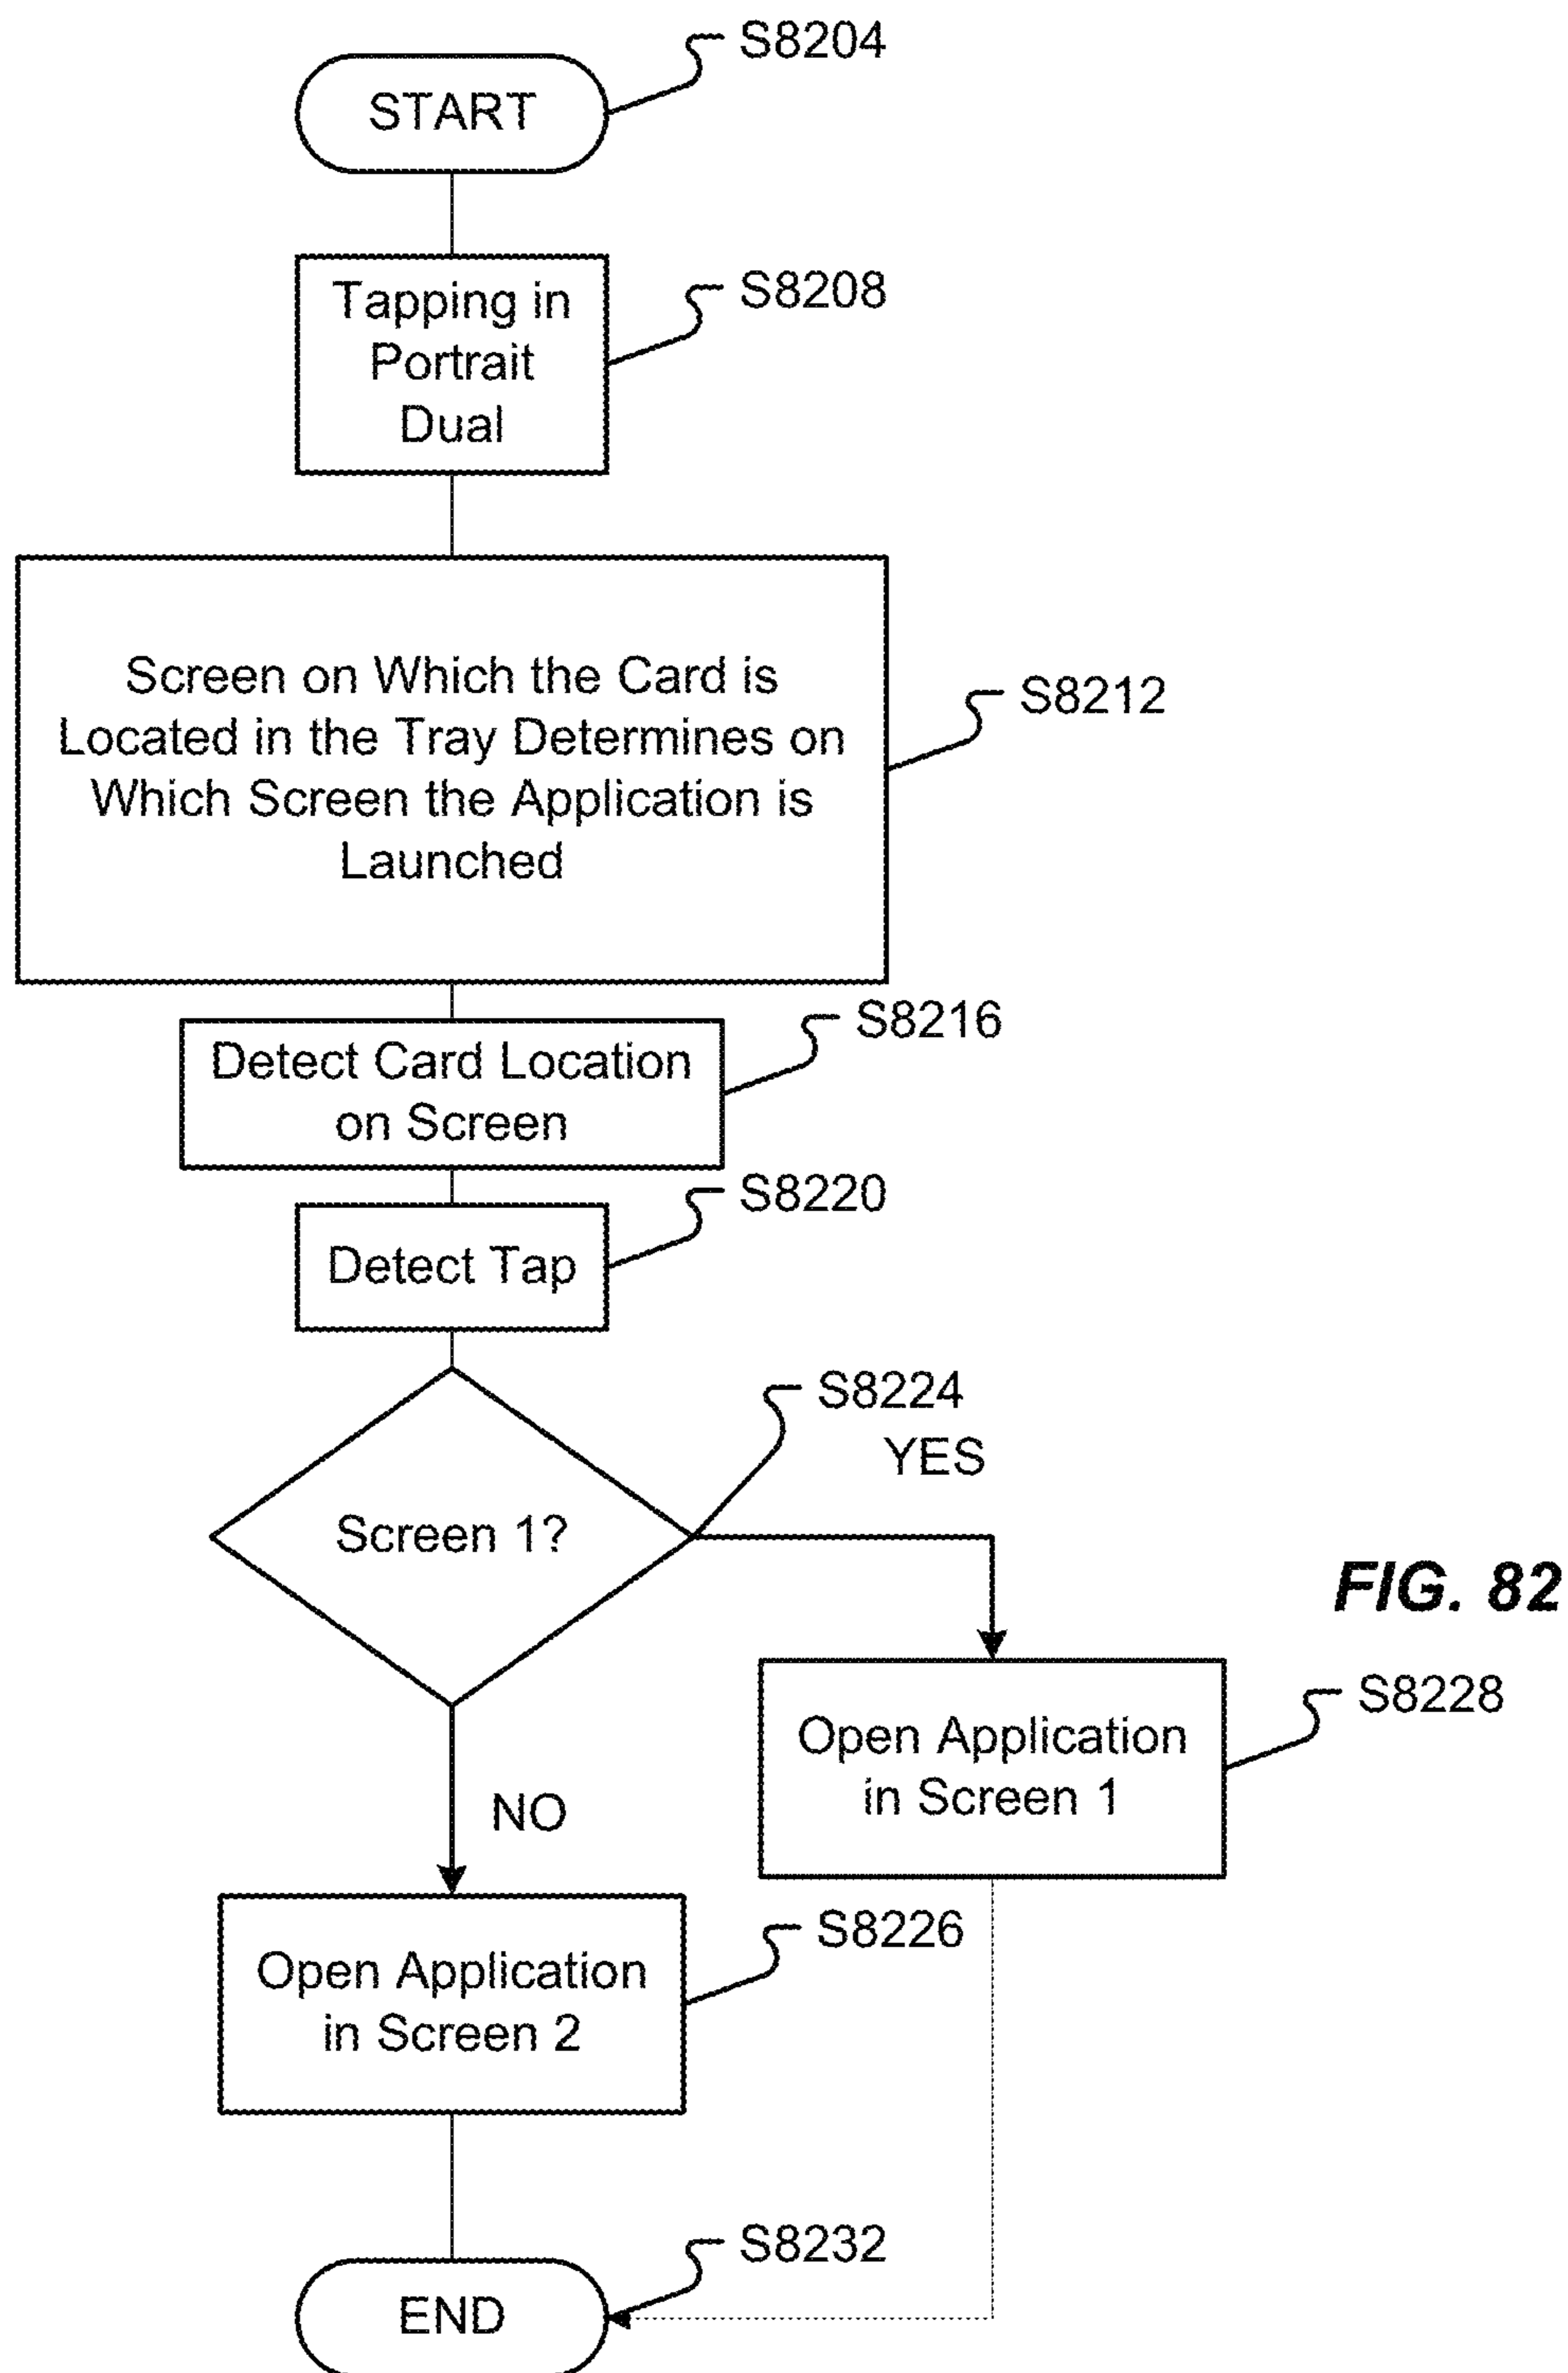 S8204
START
S8208
Tapping in
Portrait
Dual
Screen on Which the Card is
Located in the Tray Determines on
Which Screen the Application is
Launched
S8212
S8216
Detect Card Location
on Screen
S8220
Detect Tap
S8224
YES
Screen 1?
FIG. 82
S8228
Open Application
in Screen 1
NO
S8226
Open Application
in Screen 2
S8232
END